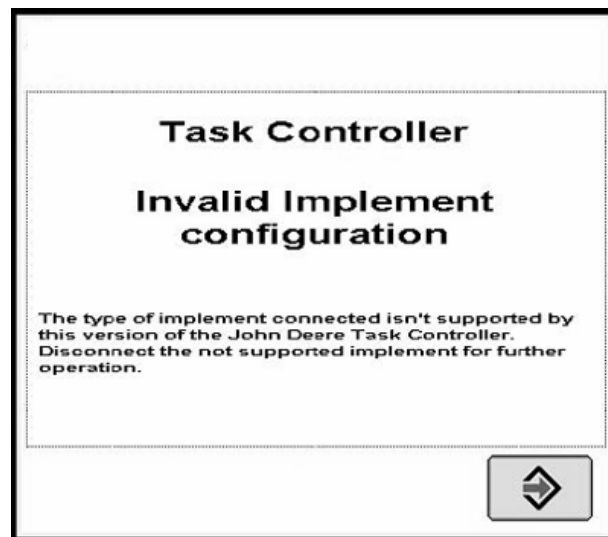 Task Controller
Invalid Implement
configuration
The type of implement connected isn't supported by
this version of the John Deere Task Controller.
Disconnect the not supported implement for further
operation.